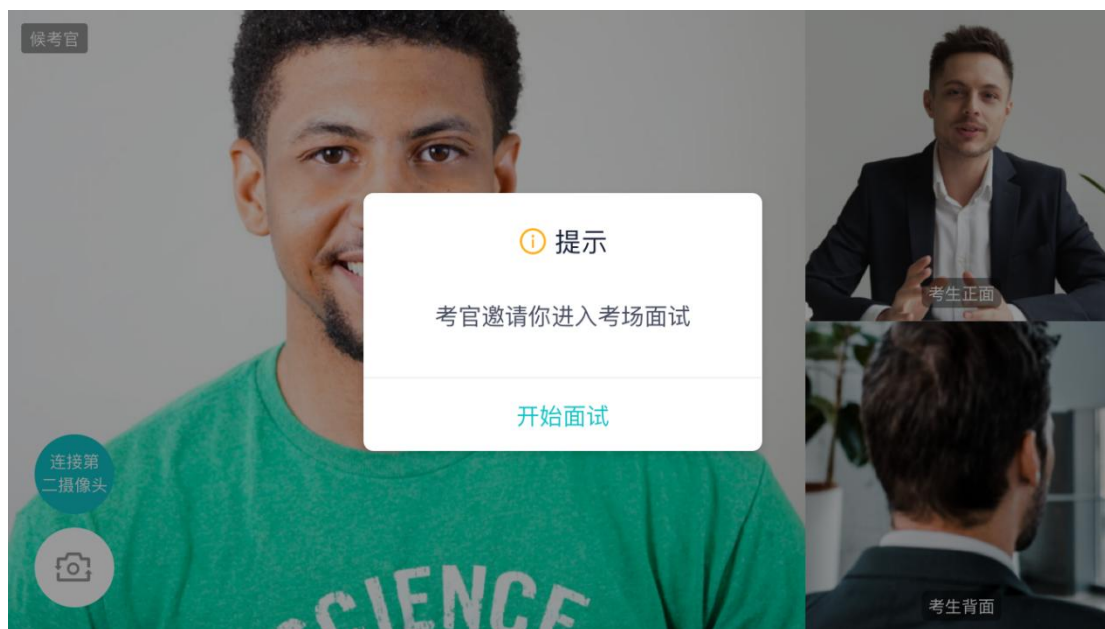 候考官
提示
考官邀请你进入考场面试
开始面试
考生正面
连接第
二摄像头
SCIENCE
考生背面